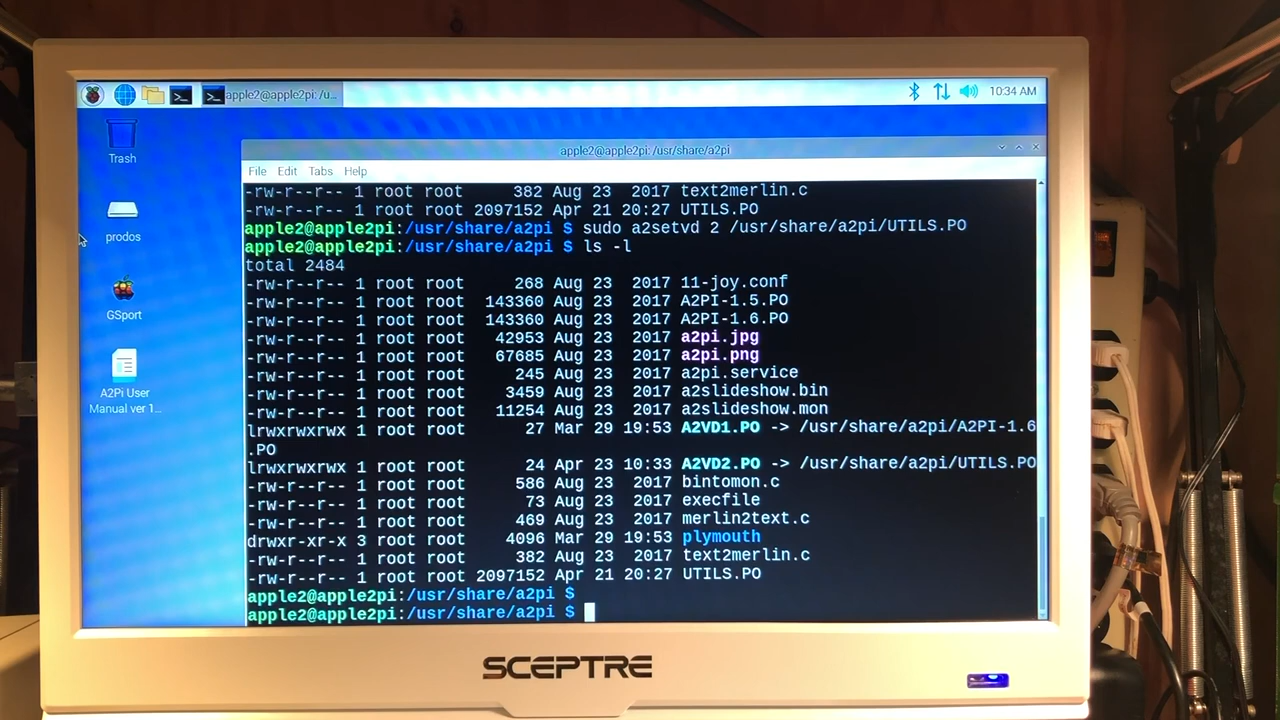 apple2@apple2pi: /u...
10:34 AM
Trash
prodos
GSport
A2Pi User
Manual ver 1...
apple2@apple2pi: /usr/share/a2pi
File Edit Tabs Help
-rw-r--r-- 1 root root     382 Aug 23  2017 text2merlin.c
-rw-r--r-- 1 root root 2097152 Apr 21 20:27 UTILS.PO
apple2@apple2pi:/usr/share/a2pi $ sudo a2setvd 2 /usr/share/a2pi/UTILS.PO
apple2@apple2pi:/usr/share/a2pi $ ls -l
total 2484
-rw-r--r-- 1 root root     268 Aug 23  2017 11-joy.conf
-rw-r--r-- 1 root root  143360 Aug 23  2017 A2PI-1.5.PO
-rw-r--r-- 1 root root  143360 Aug 23  2017 A2PI-1.6.PO
-rw-r--r-- 1 root root   42953 Aug 23  2017 a2pi.jpg
-rw-r--r-- 1 root root   67685 Aug 23  2017 a2pi.png
-rw-r--r-- 1 root root     245 Aug 23  2017 a2pi.service
-rw-r--r-- 1 root root    3459 Aug 23  2017 a2slideshow.bin
-rw-r--r-- 1 root root   11254 Aug 23  2017 a2slideshow.mon
lrwxrwxrwx 1 root root      27 Mar 29 19:53 A2VD1.PO -> /usr/share/a2pi/A2PI-1.6
.PO
lrwxrwxrwx 1 root root      24 Apr 23 10:33 A2VD2.PO -> /usr/share/a2pi/UTILS.PO
-rw-r--r-- 1 root root     586 Aug 23  2017 bintomon.c
-rw-r--r-- 1 root root      73 Aug 23  2017 execfile
-rw-r--r-- 1 root root     469 Aug 23  2017 merlin2text.c
drwxr-xr-x 3 root root    4096 Mar 29 19:53 plymouth
-rw-r--r-- 1 root root     382 Aug 23  2017 text2merlin.c
-rw-r--r-- 1 root root 2097152 Apr 21 20:27 UTILS.PO
apple2@apple2pi:/usr/share/a2pi $
apple2@apple2pi:/usr/share/a2pi $
SCEPTRE